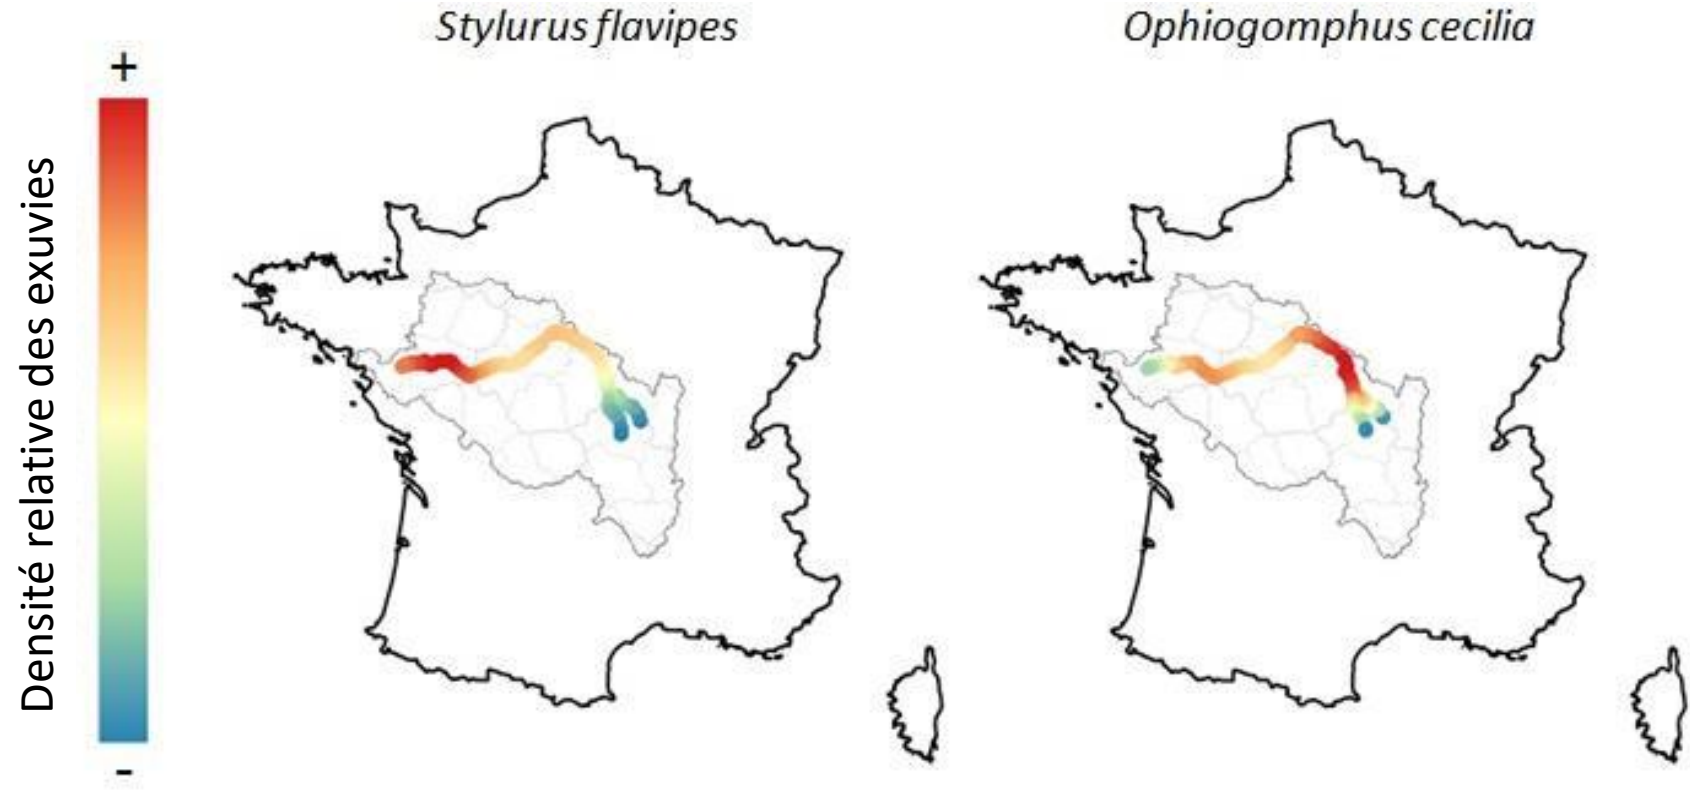 Stylurus flavipes
Ophiogomphus cecilia
+
Densité relative des exuvies
-